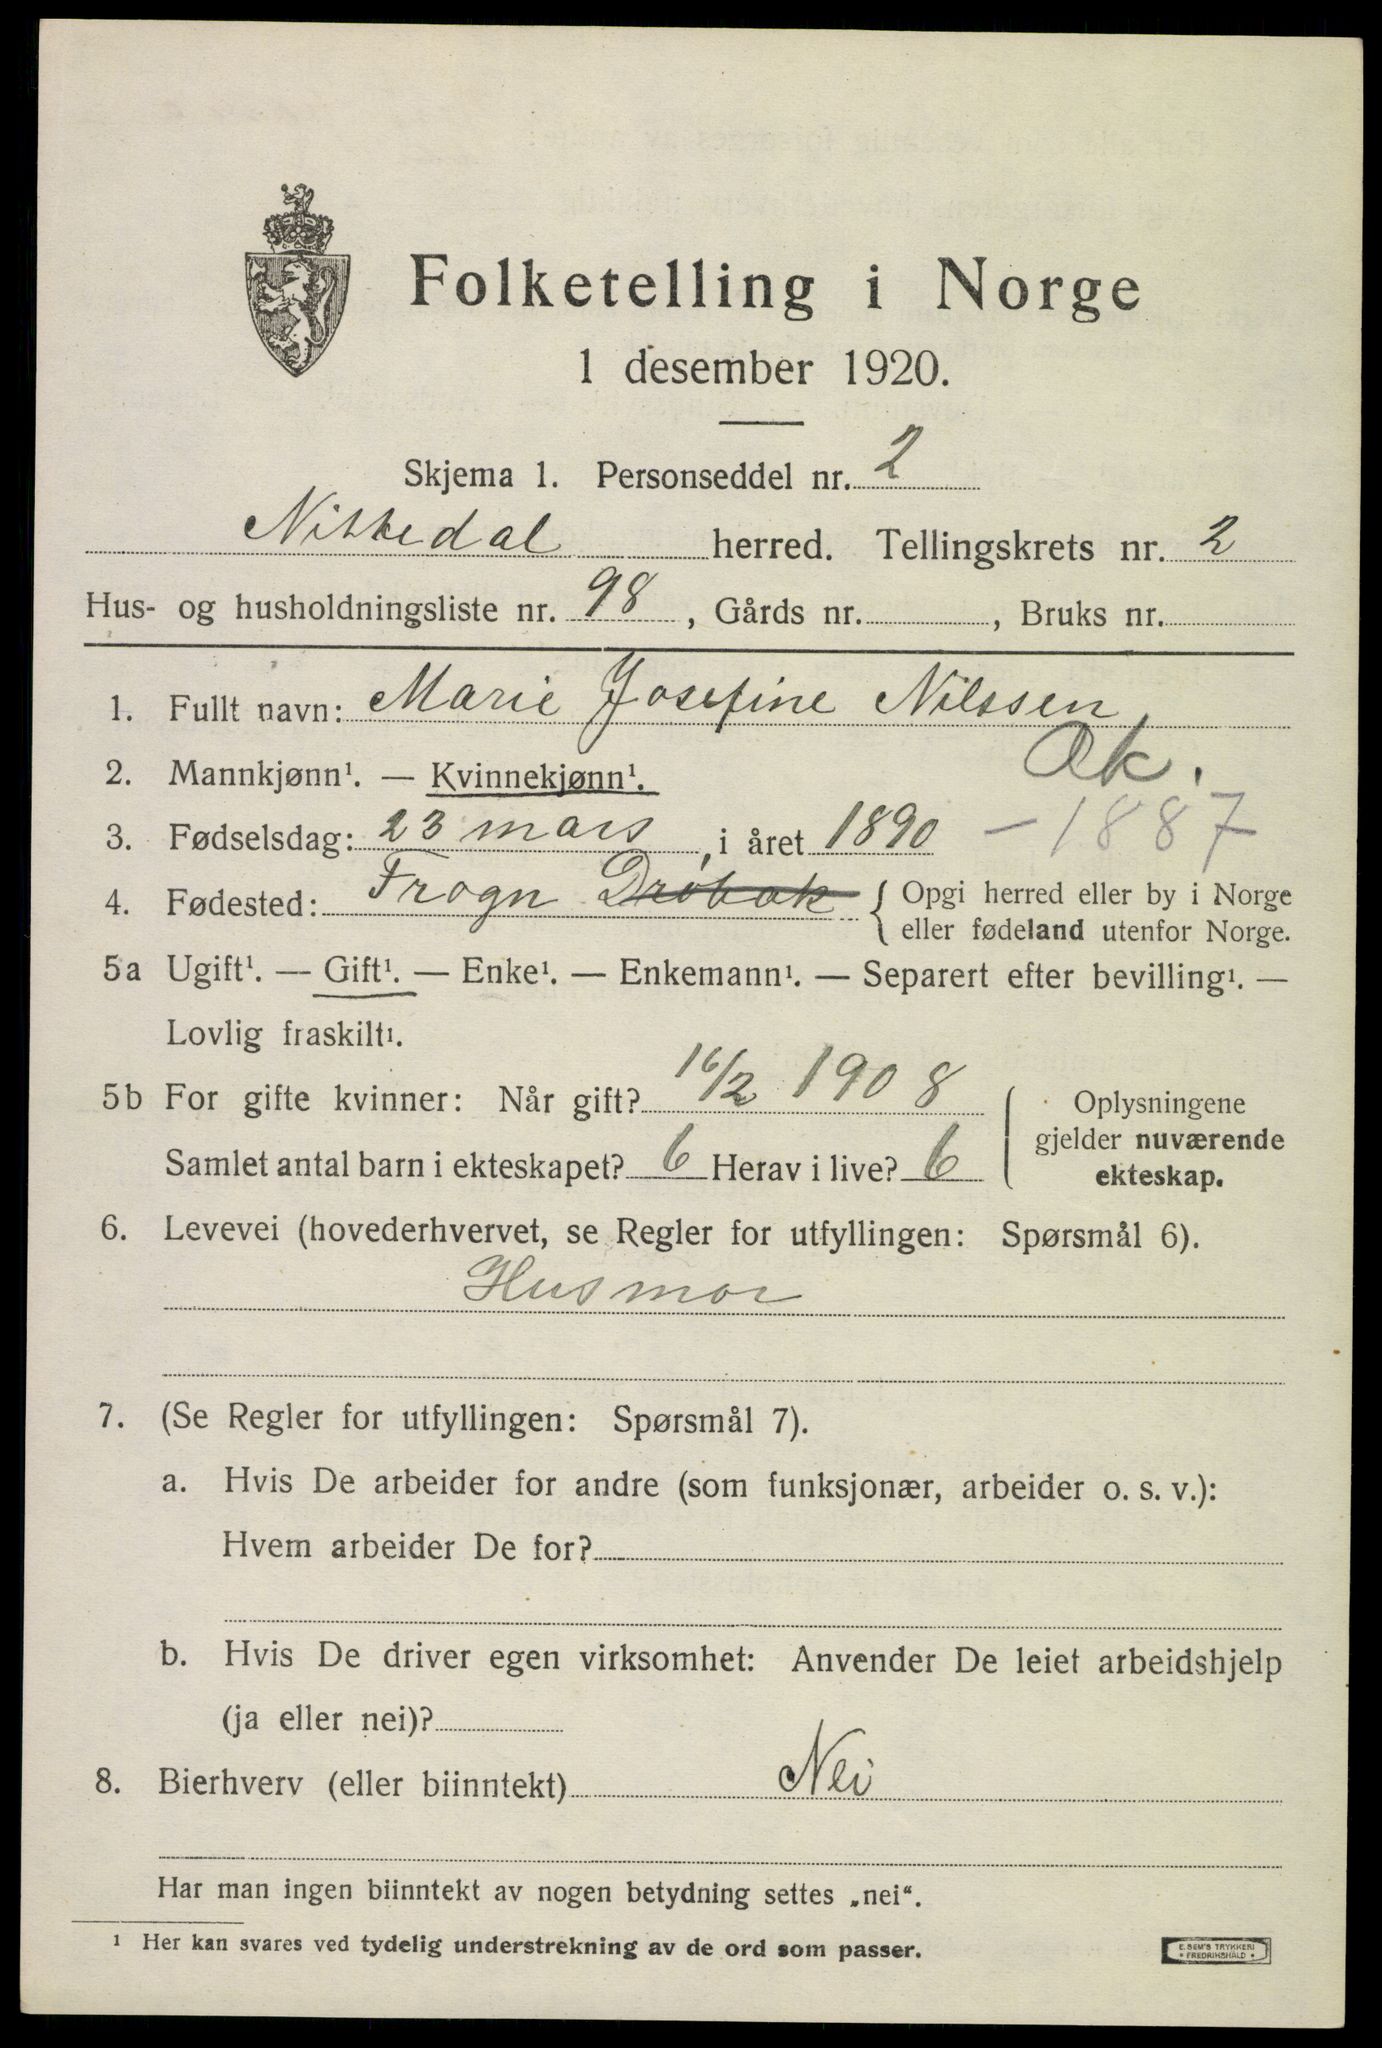 Folketelling i Norge
1 desember 1920.
Skjema 1. Personseddel nr. 2
Nittedal herred. Tellingskrets nr. 2
Hus- og husholdningsliste nr. 98, Gårds nr. , Bruks nr.
1. Fullt navn: Marie Josefine Nilssen
Ok.
2. Mannkjønn¹. — Kvinnekjønn¹.
3. Fødselsdag: 23 mars, i året 1890 – 1887
4. Fødested: Frogn Drøbak { Opgi herred eller by i Norge
eller fødeland utenfor Norge.
5a Ugift¹. — Gift¹. — Enke¹. — Enkemann¹. — Separert efter bevilling¹. —
Lovlig fraskilt¹.
5b For gifte kvinner: Når gift? 16/2 1908
Samlet antal barn i ekteskapet? 6 Herav i live? 6
Oplysningene
gjelder nuværende
ekteskap.
6. Levevei (hovederhvervet, se Regler for utfyllingen: Spørsmål 6).
Husmor
7. (Se Regler for utfyllingen: Spørsmål 7).
a. Hvis De arbeider for andre (som funksjonær, arbeider o. s. v.):
Hvem arbeider De for?
b. Hvis De driver egen virksomhet: Anvender De leiet arbeidshjelp
(ja eller nei)?
8. Bierhverv (eller biinntekt) Nei
Har man ingen biinntekt av nogen betydning settes „nei“.
¹ Her kan svares ved tydelig understrekning av de ord som passer.
E. SEM'S TRYKKERI
• FREDRIKSHALD •